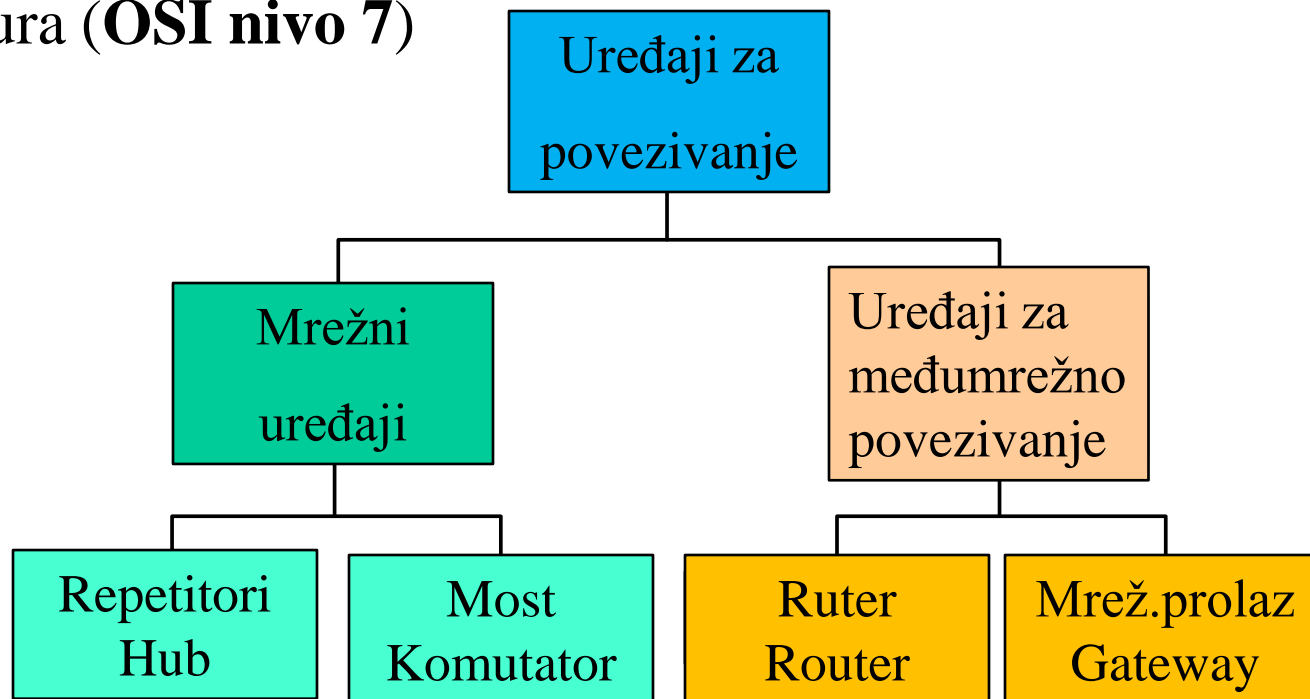 ura (OSI nivo 7)
Uređaji za
povezivanje
Mrežni
uređaji
Uređaji za
međumrežno
povezivanje
Repetitori
Hub
Most
Komutator
Ruter
Router
Mrež.prolaz
Gateway